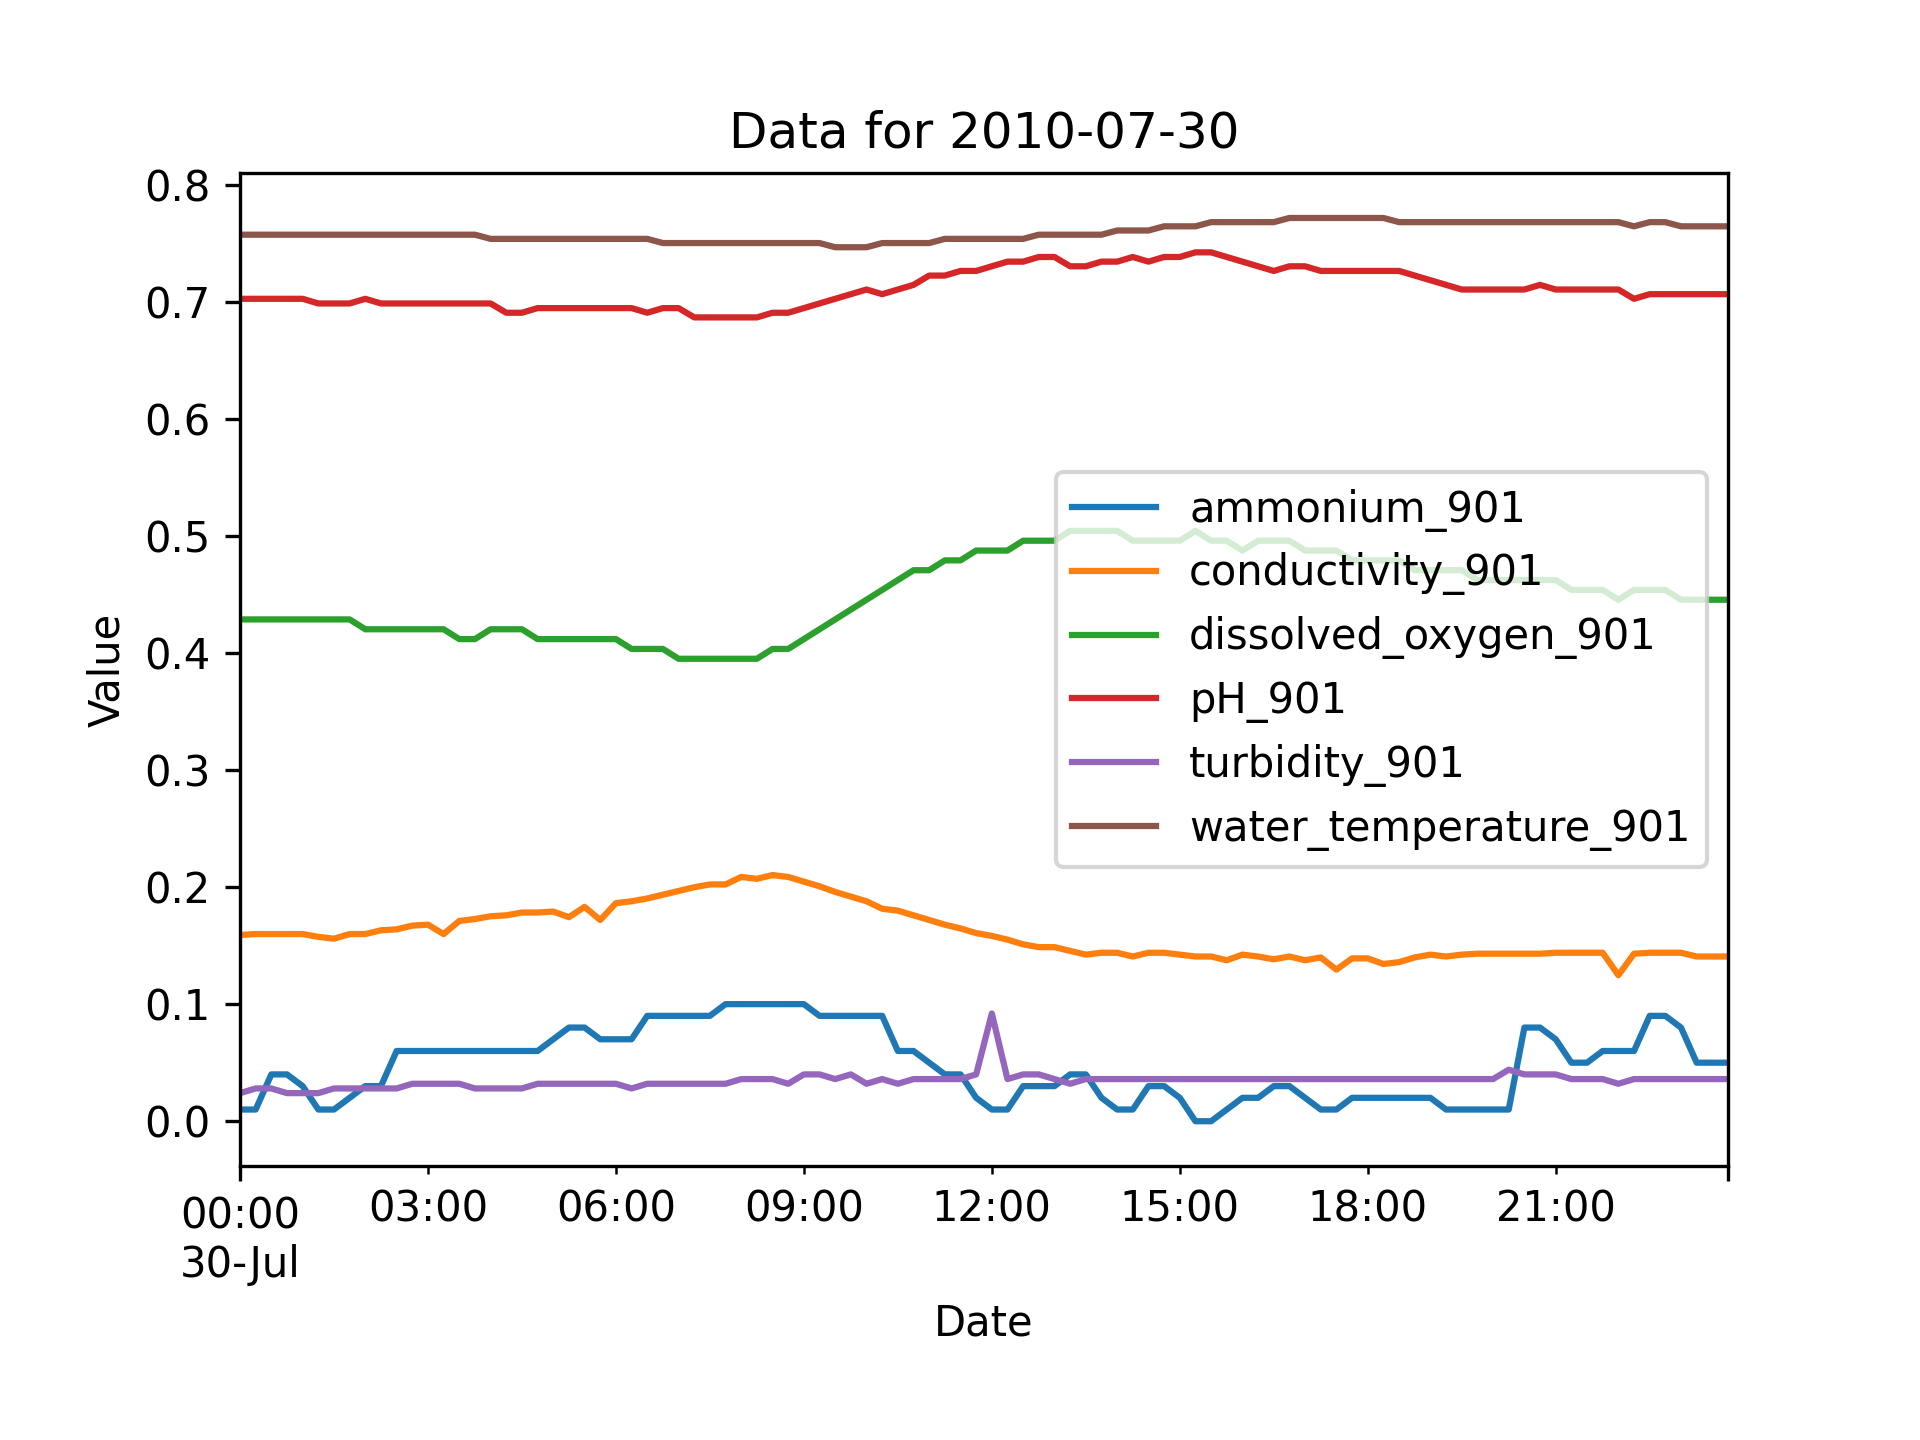 Data for 2010-07-30
0.8
0.7
0.6
0.5
0.4
0.3
0.2
0.1
0.0
Value
ammonium_901
conductivity_901
dissolved_oxygen_901
pH_901
turbidity_901
water_temperature_901
00:00 03:00 06:00 09:00 12:00 15:00 18:00 21:00
30-Jul
Date